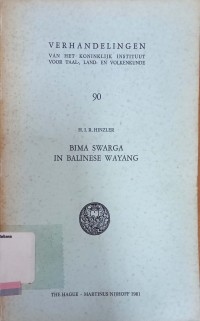 VERHANDELINGEN
VAN HET KONINKLIJK INSTITUUT
VOOR TAAL-, LAND- EN VOLKENKUNDE
90
H. I. R. HINZLER
BIMA SWARGA
IN BALINESE WAYANG
THE HAGUE - MARTINUS NIJHOFF 1981